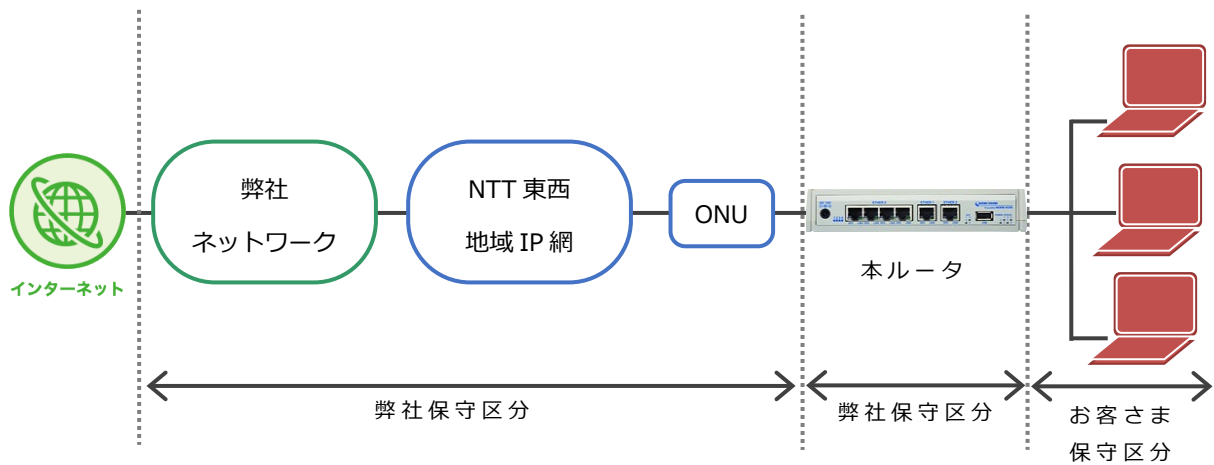 弊社
ネットワーク
NTT 東西
地域 IP 網
ONU
インターネット
本ルータ
弊社保守区分
弊社保守区分
お客さま
保守区分